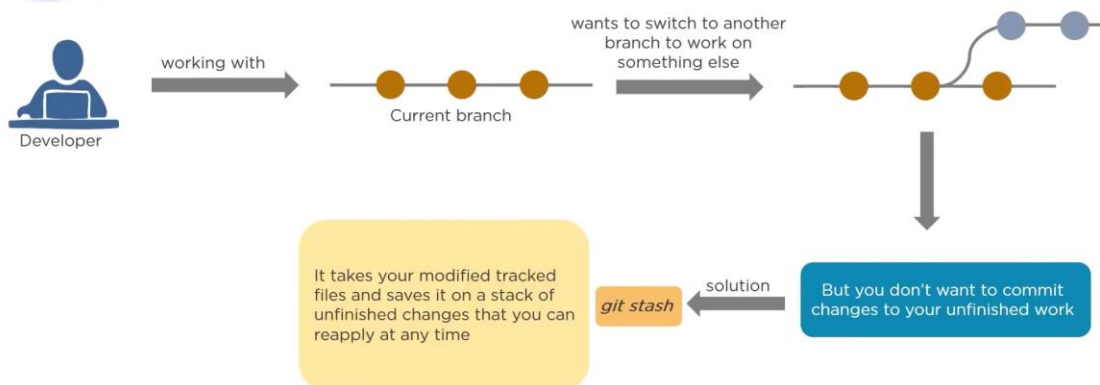 Developer
working with
Current branch
wants to switch to another
branch to work on
something else
But you don't want to commit
changes to your unfinished work
solution
git stash
It takes your modified tracked
files and saves it on a stack of
unfinished changes that you can
reapply at any time